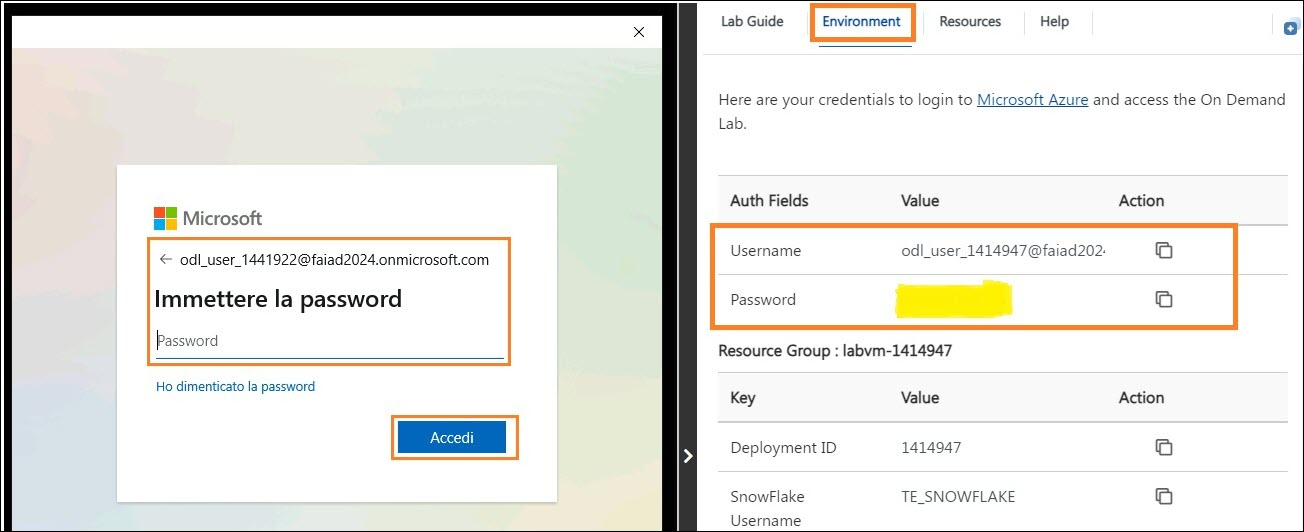 Microsoft
odl_user_1441922@faiad2024.onmicrosoft.com
Immettere la password
Password
Ho dimenticato la password
Accedi
Lab Guide Environment Resources Help
Here are your credentials to login to Microsoft Azure and access the On Demand
Lab.
Auth Fields Value Action
Username odl_user_1414947@faiad202
Password
Resource Group : labvm-1414947
Key Value Action
Deployment ID 1414947
SnowFlake TE_SNOWFLAKE
Username